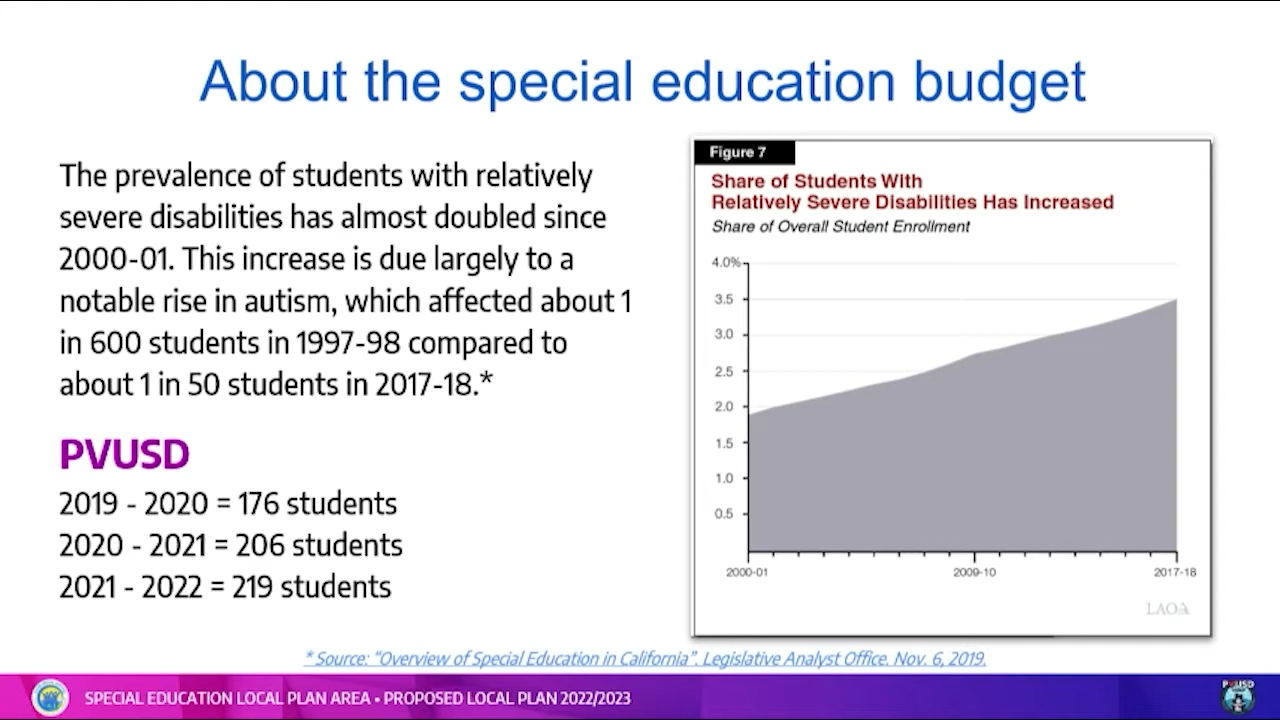 About the special education budget
The prevalence of students with relatively
severe disabilities has almost doubled since
2000-01. This increase is due largely to a
notable rise in autism, which affected about 1
in 600 students in 1997-98 compared to
about 1 in 50 students in 2017-18.*
PVUSD
2019 - 2020 = 176 students
2020 - 2021 = 206 students
2021 - 2022 = 219 students
Figure 7
Share of Students With
Relatively Severe Disabilities Has Increased
Share of Overall Student Enrollment
4.0%
3.5
3.0
2.5
2.0
1.5
1.0
0.5
2000-01 2009-10 2017-18
LAO
* Source: “Overview of Special Education in California”. Legislative Analyst Office. Nov. 6, 2019.
SPECIAL EDUCATION LOCAL PLAN AREA • PROPOSED LOCAL PLAN 2022/2023
PVUSD